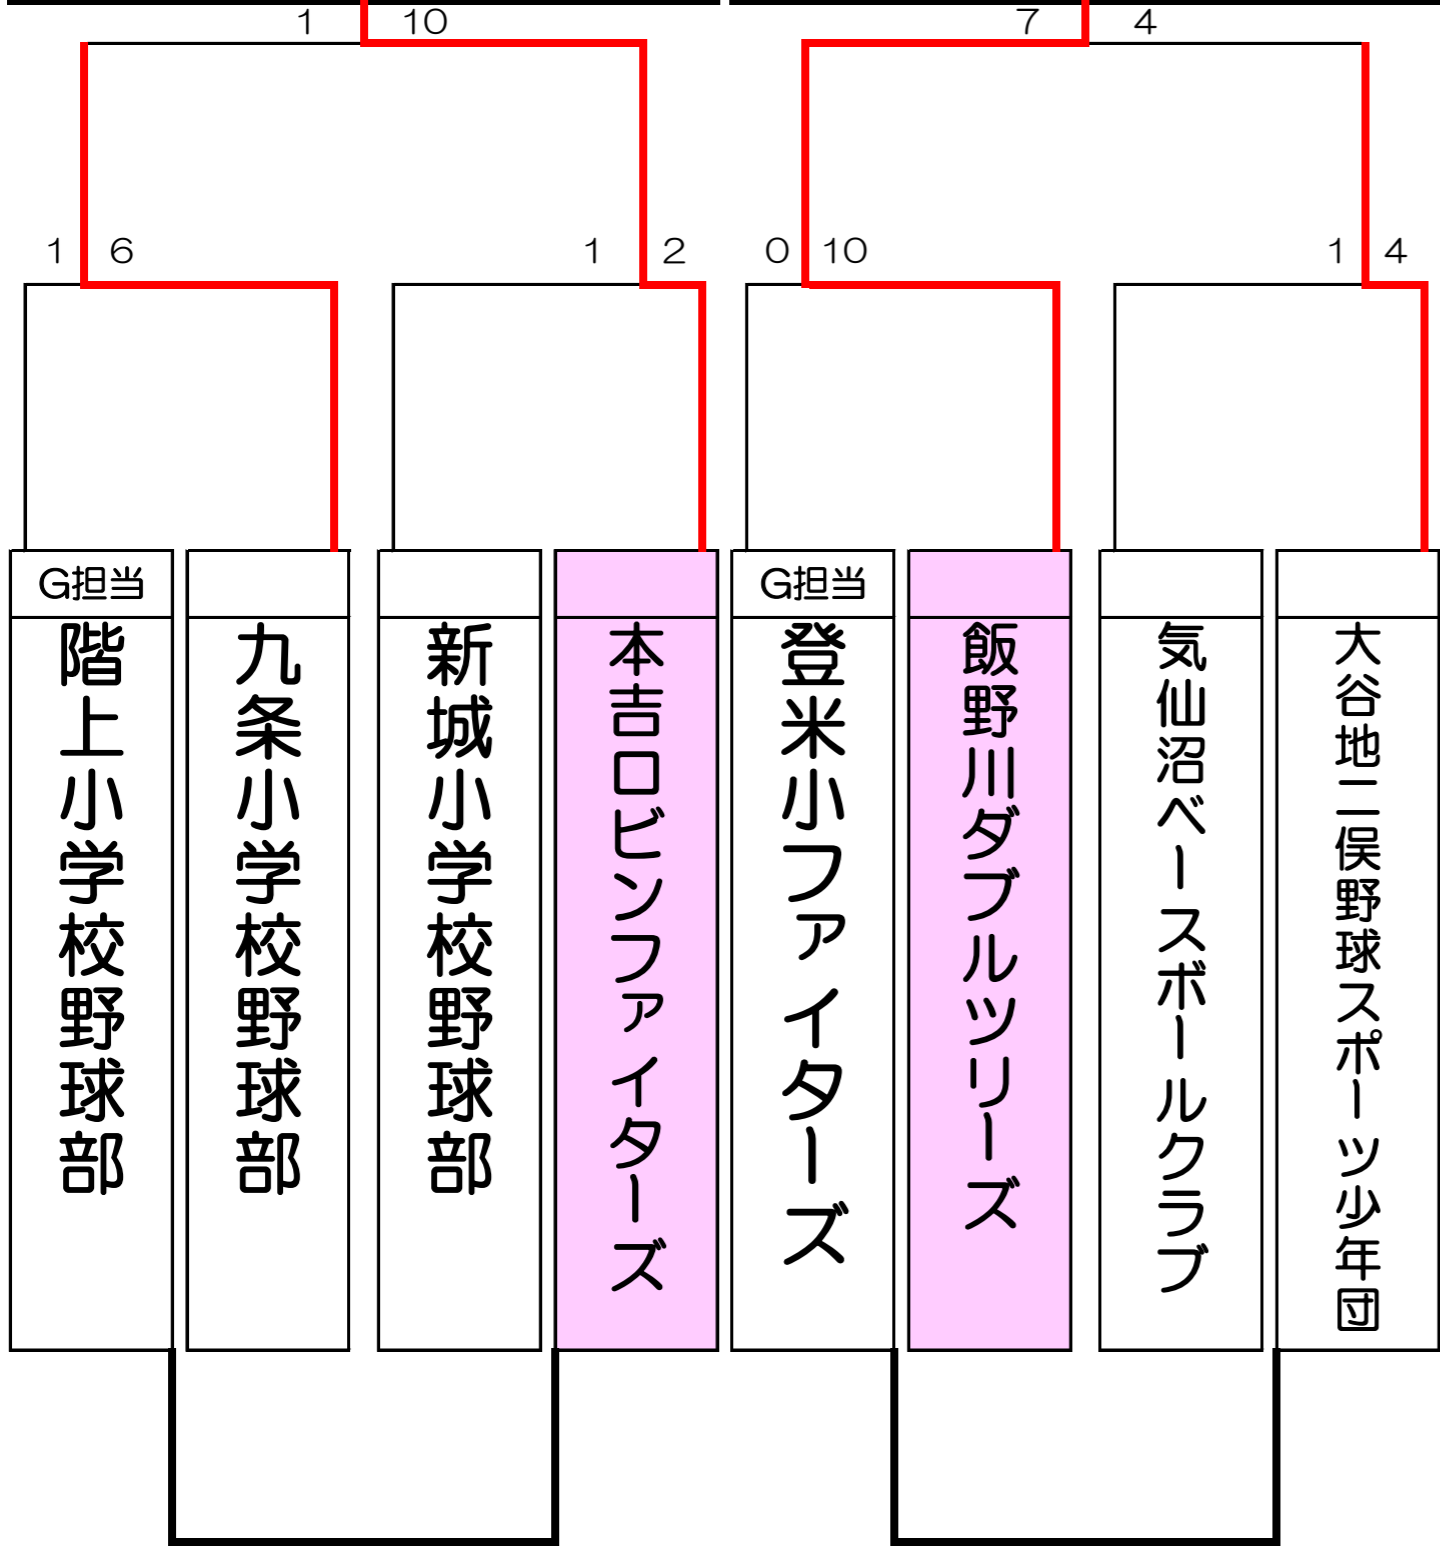 1 10 7 4
1 6 1 2 0 10 1 4
G担当
階上小学校野球部
九条小学校野球部
新城小学校野球部
本吉ロビンファイターズ
G担当
登米小ファイターズ
飯野川ダブルツリーズ
気仙沼ベースボールクラブ
大谷地二俣野球スポーツ少年団